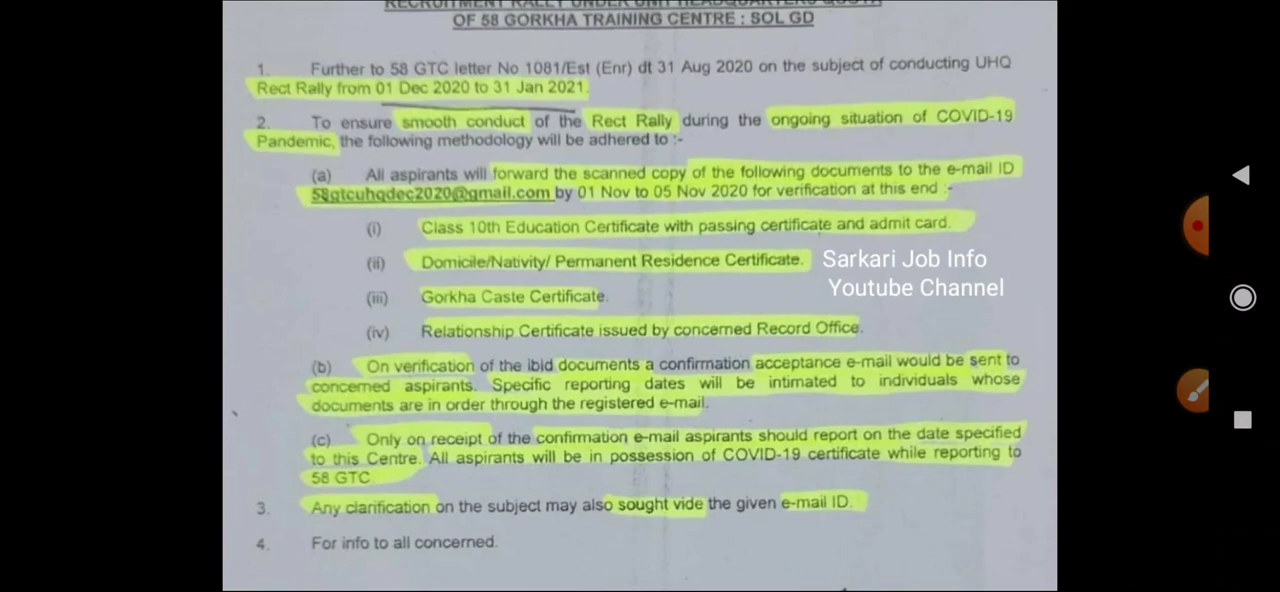 RECRUITMENT RALLY UNDER UNIT HEADQUARTERS QUOTA
OF 58 GORKHA TRAINING CENTRE : SOL GD
1. Further to 58 GTC letter No 1081/Est (Enr) dt 31 Aug 2020 on the subject of conducting UHQ
Rect Rally from 01 Dec 2020 to 31 Jan 2021.
2. To ensure smooth conduct of the Rect Rally during the ongoing situation of COVID-19
Pandemic, the following methodology will be adhered to :-
(a) All aspirants will forward the scanned copy of the following documents to the e-mail ID
58gtcuhqdec2020@gmail.com by 01 Nov to 05 Nov 2020 for verification at this end :-
(i) Class 10th Education Certificate with passing certificate and admit card.
(ii) Domicile/Nativity/ Permanent Residence Certificate.
Sarkari Job Info
Youtube Channel
(iii) Gorkha Caste Certificate.
(iv) Relationship Certificate issued by concerned Record Office.
(b) On verification of the ibid documents a confirmation acceptance e-mail would be sent to
concerned aspirants. Specific reporting dates will be intimated to individuals whose
documents are in order through the registered e-mail.
(c) Only on receipt of the confirmation e-mail aspirants should report on the date specified
to this Centre. All aspirants will be in possession of COVID-19 certificate while reporting to
58 GTC
3. Any clarification on the subject may also sought vide the given e-mail ID.
4. For info to all concerned.